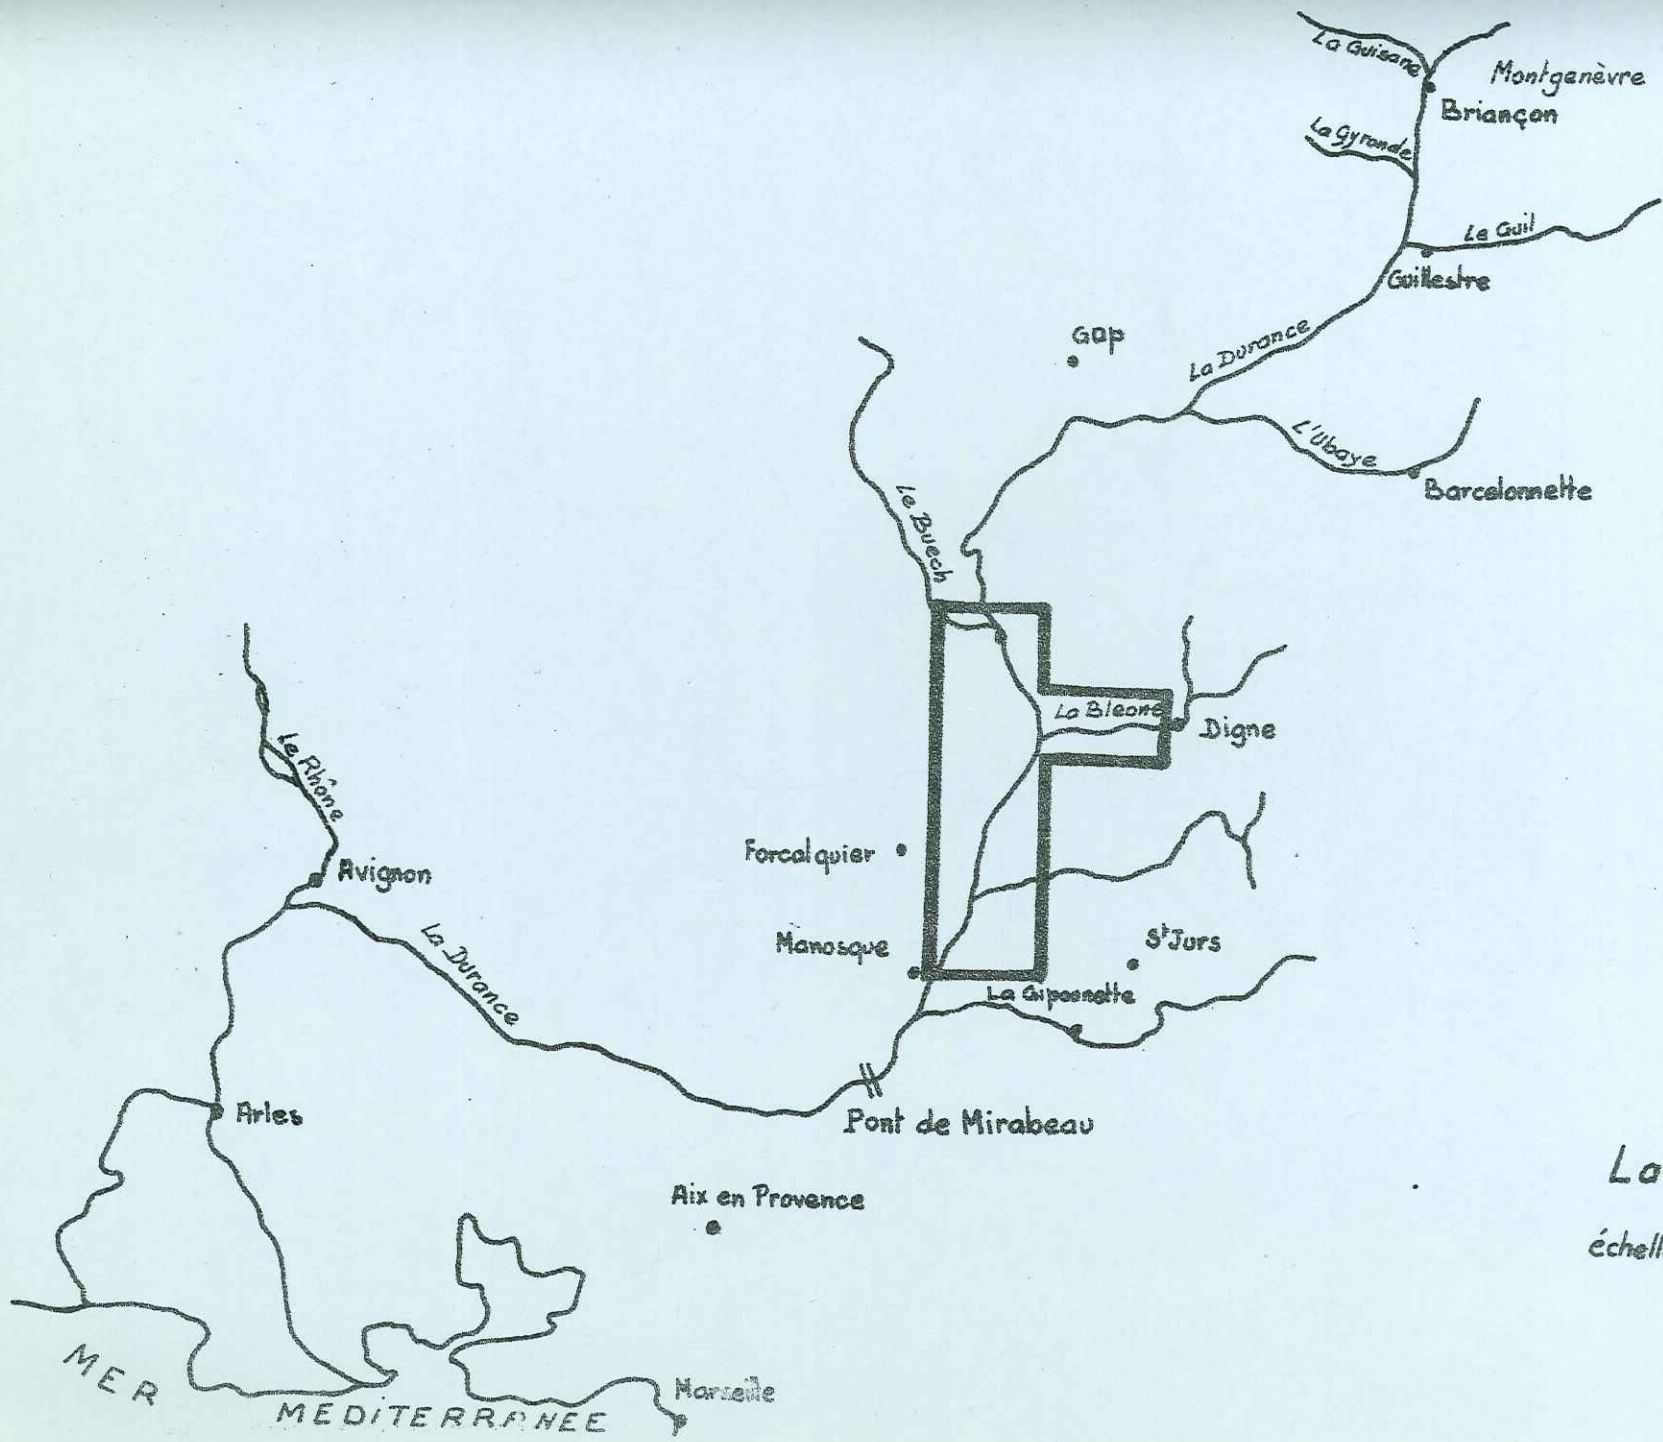 La Guisane
Montgenèvre
Briançon
La Gyronde
Le Guil
Guillestre
Gap
La Durance
L'Ubaye
Barcelonnette
Le Buech
La Bleone
Digne
Le Rhône
Forcalquier
Avignon
La Durance
Manosque
St Jurs
La Giponnette
Arles
Pont de Mirabeau
La
Aix en Provence
échell
MER
Marseille
MEDITERRANEE